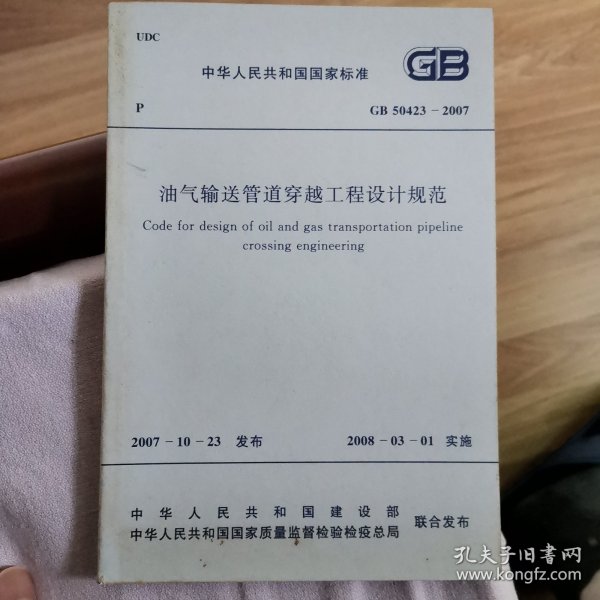 UDC
中华人民共和国国家标准
GB
P
GB 50423-2007
油气输送管道穿越工程设计规范
Code for design of oil and gas transportation pipeline
crossing engineering
2007-10-23 发布
2008-03-01 实施
中华人民共和国建设部
中华人民共和国国家质量监督检验检疫总局
联合发布
孔夫子旧书网
www.kongfz.com